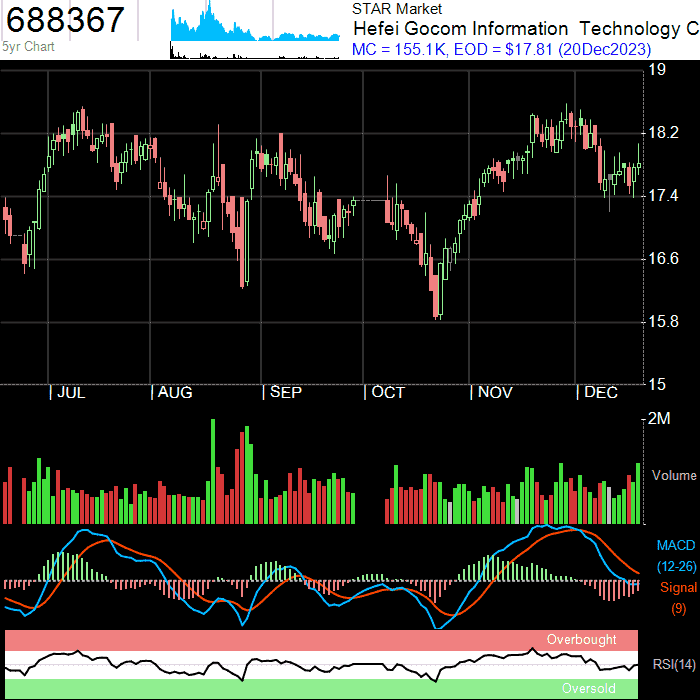 688367
5yr Chart
STAR Market
Hefei Gocom Information Technology C
MC = 155.1K, EOD = $17.81 (20Dec2023)
19
18.2
17.4
16.6
15.8
15
| JUL | AUG | SEP | OCT | NOV | DEC
2M
Volume
MACD
(12-26)
Signal
(9)
Overbought
RSI(14)
Oversold